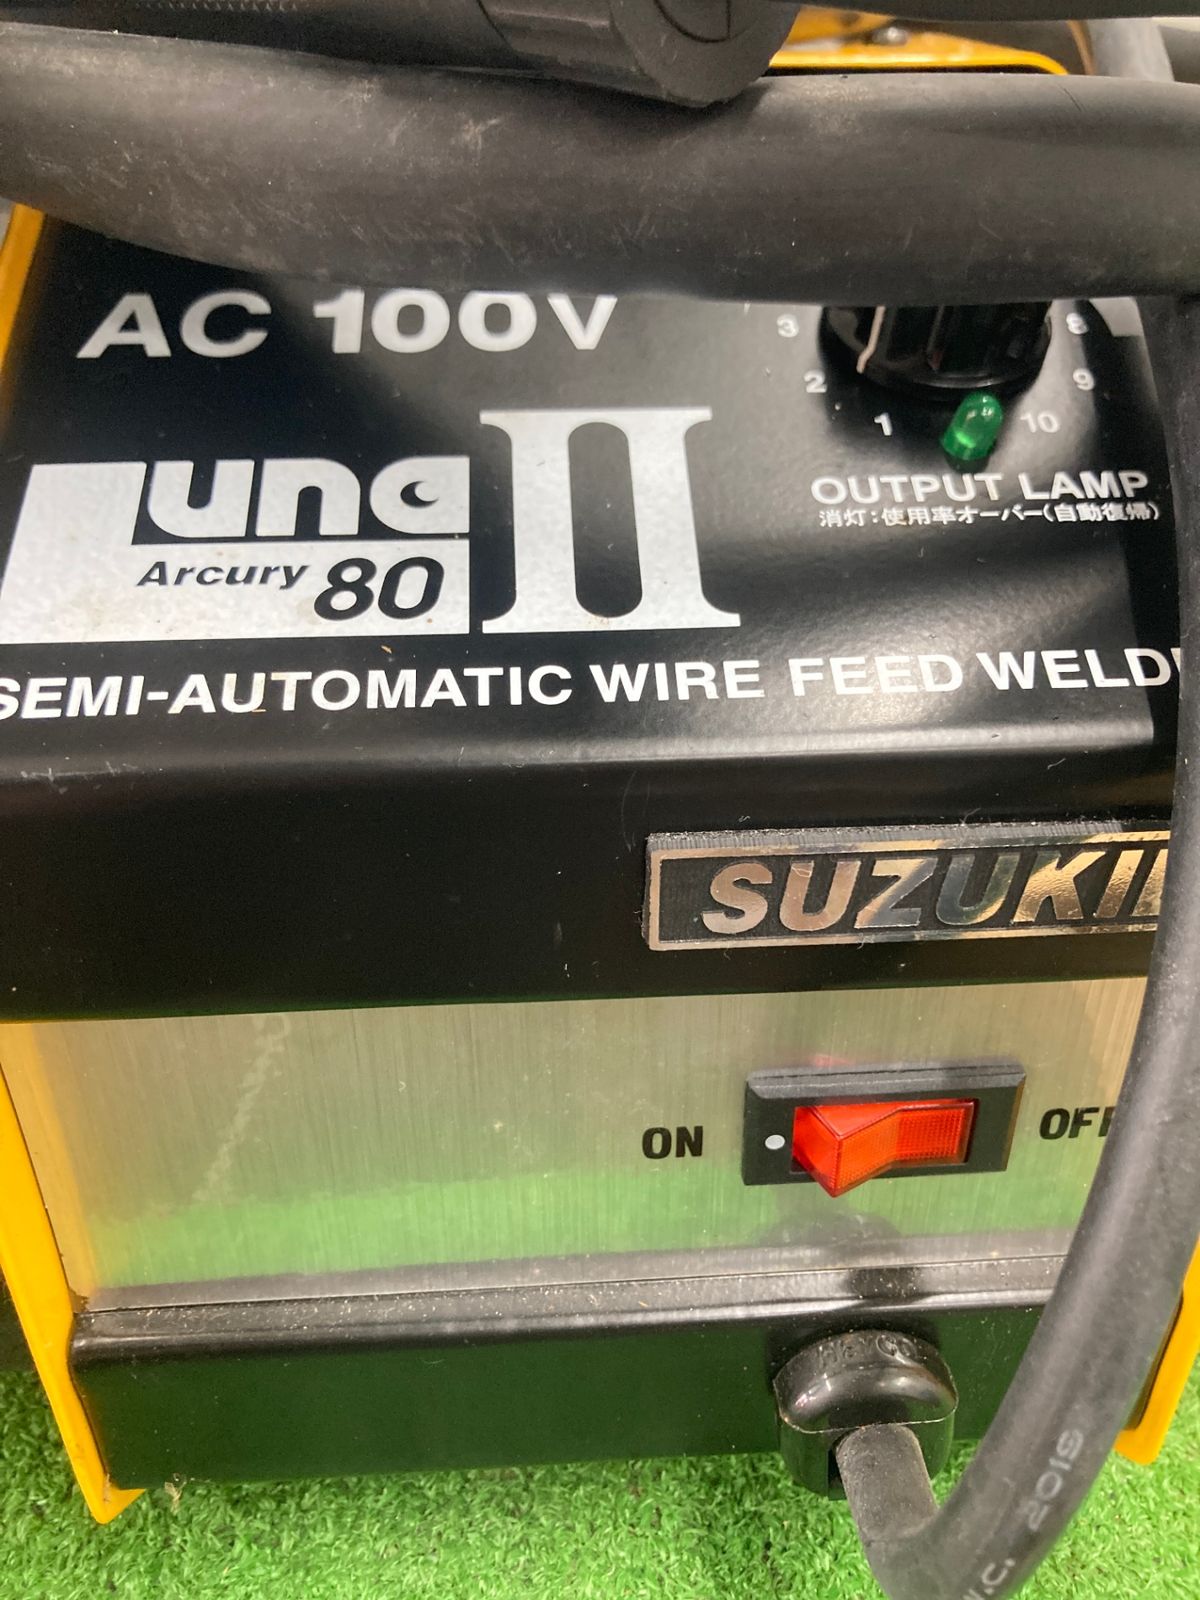 AC 100V
3
8
2
9
1
10
Luna II
OUTPUT LAMP
消灯:使用率オーバー(自動復帰)
Arcury 80
SEMI-AUTOMATIC WIRE FEED
SUZUKI
ON
OFF
2019